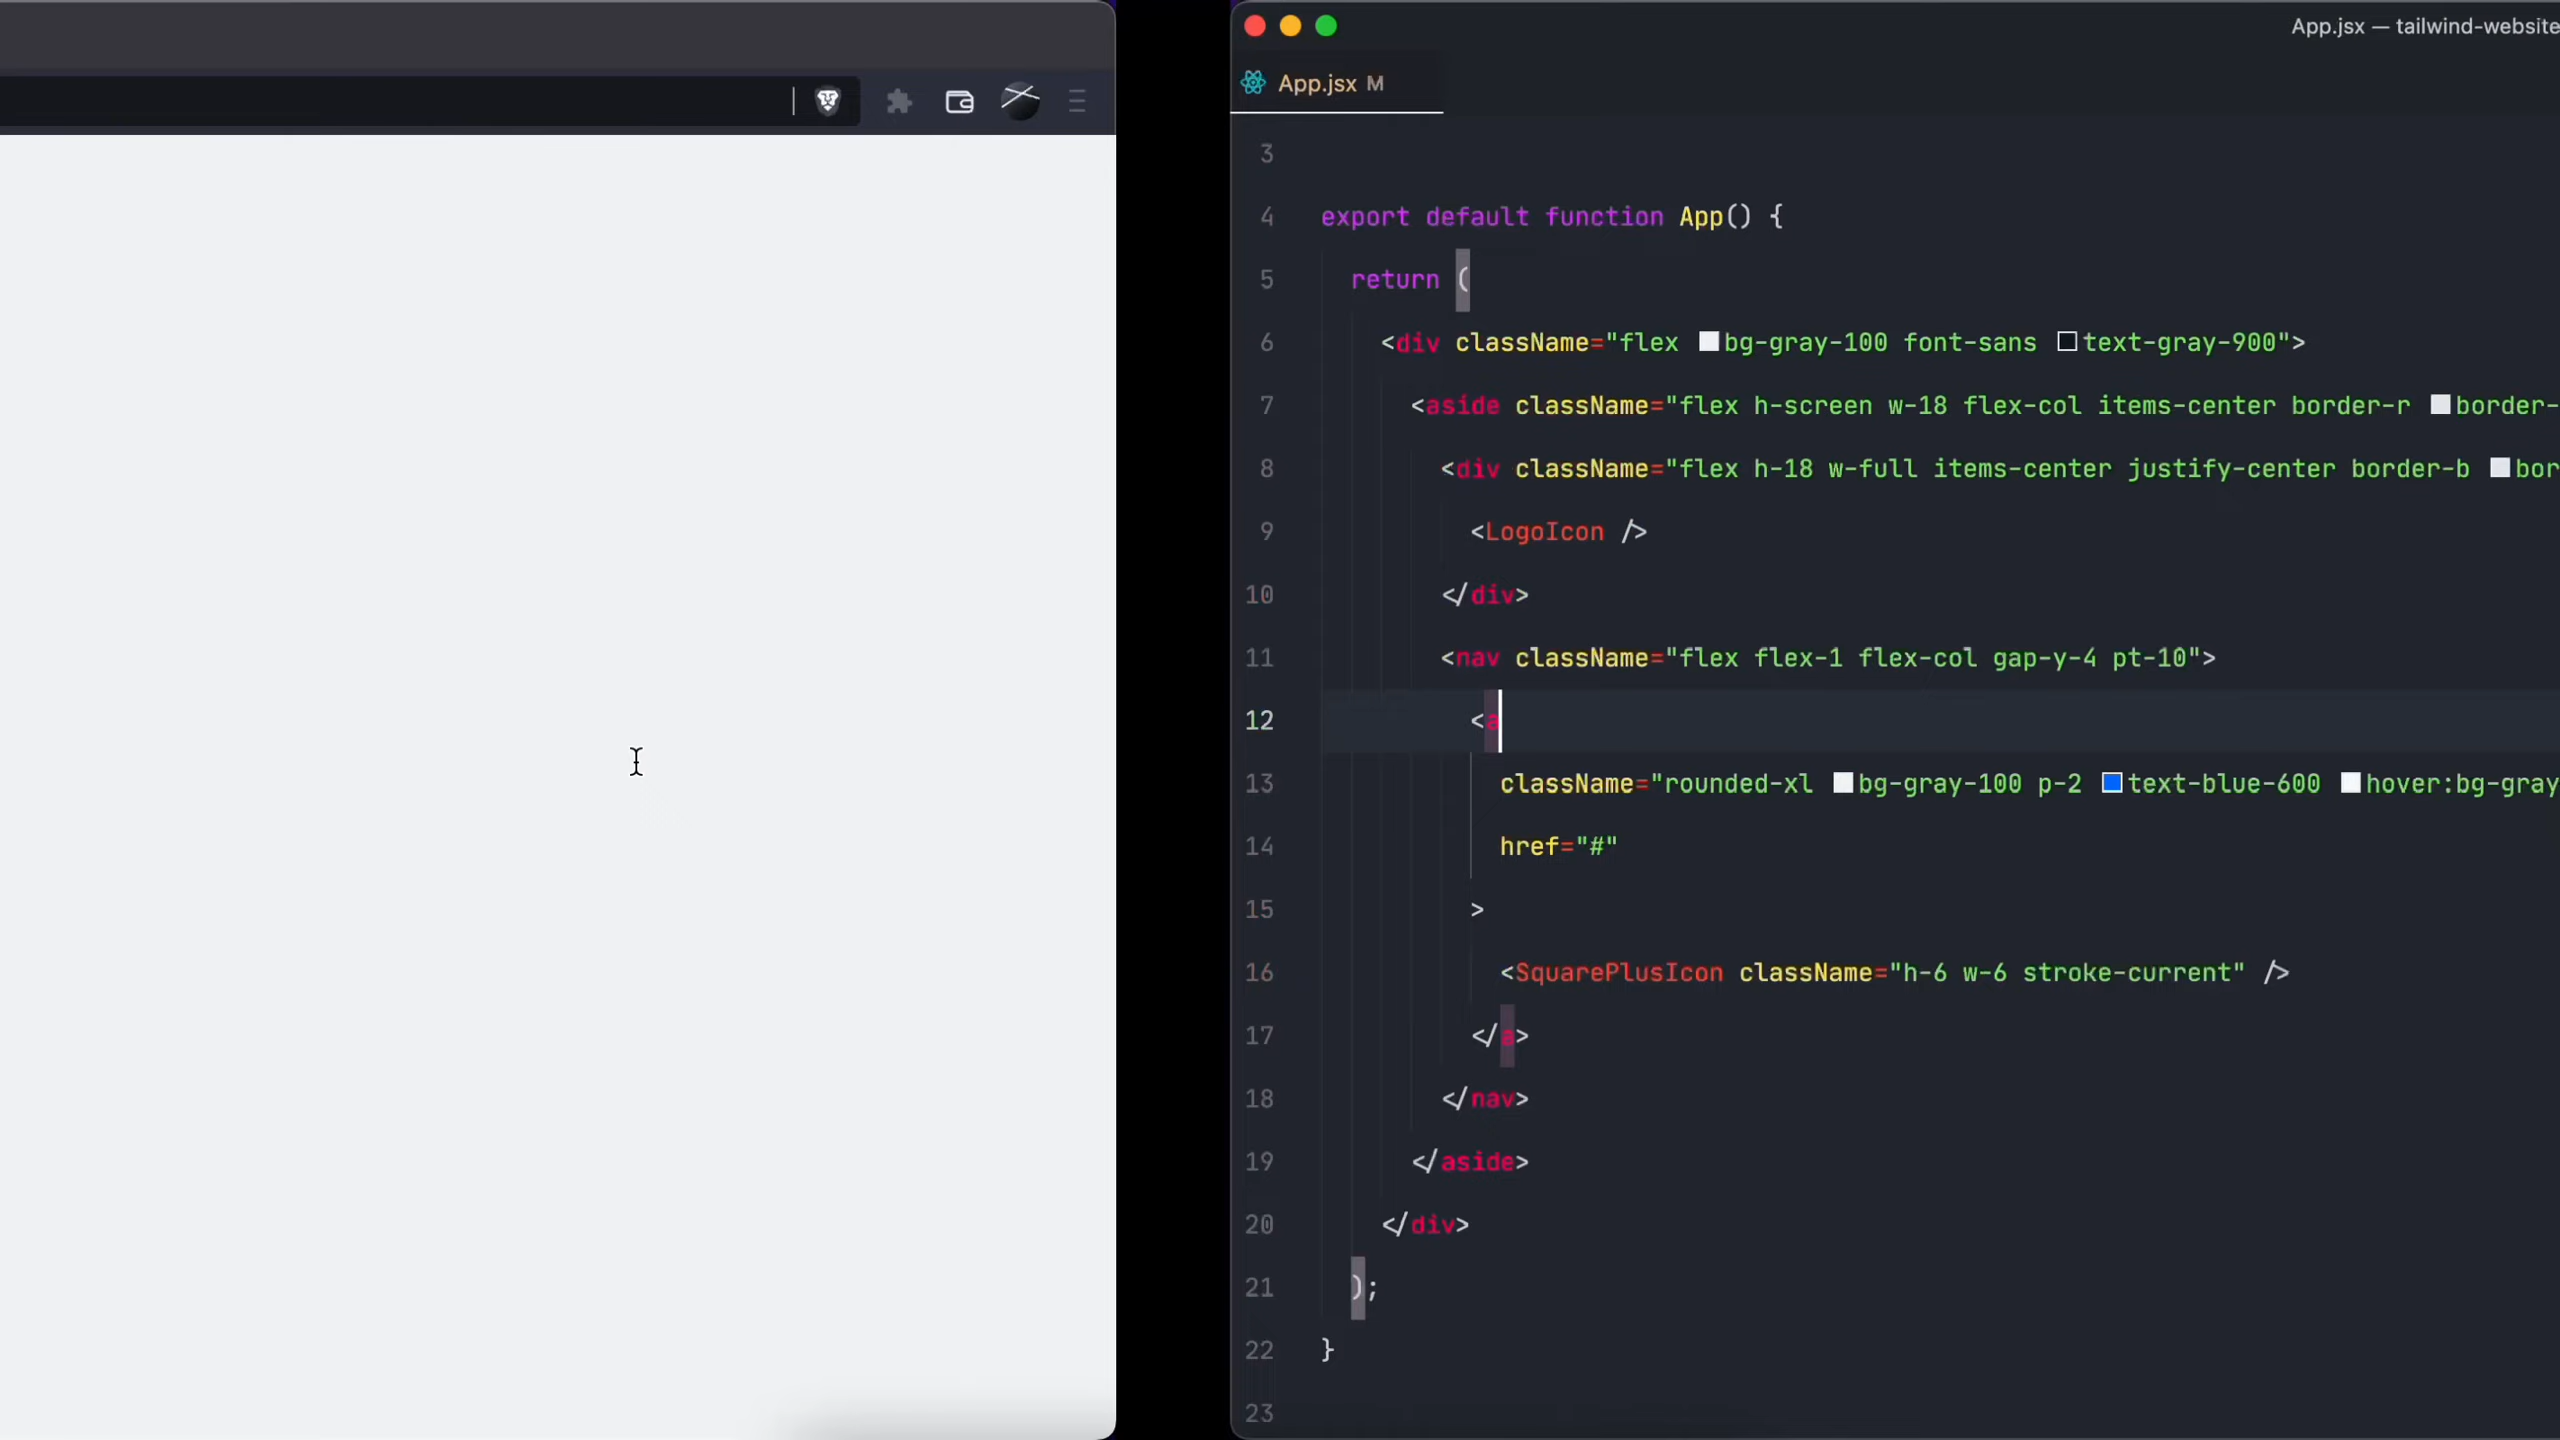 App.jsx — tailwind-website
App.jsx M
3
4 export default function App() {
5 return (
6 <div className="flex bg-gray-100 font-sans text-gray-900">
7 <aside className="flex h-screen w-18 flex-col items-center border-r border-
8 <div className="flex h-18 w-full items-center justify-center border-b bor
9 <LogoIcon />
10 </div>
11 <nav className="flex flex-1 flex-col gap-y-4 pt-10">
12 <a
13 className="rounded-xl bg-gray-100 p-2 text-blue-600 hover:bg-gray
14 href="#"
15 >
16 <SquarePlusIcon className="h-6 w-6 stroke-current" />
17 </a>
18 </nav>
19 </aside>
20 </div>
21 );
22 }
23